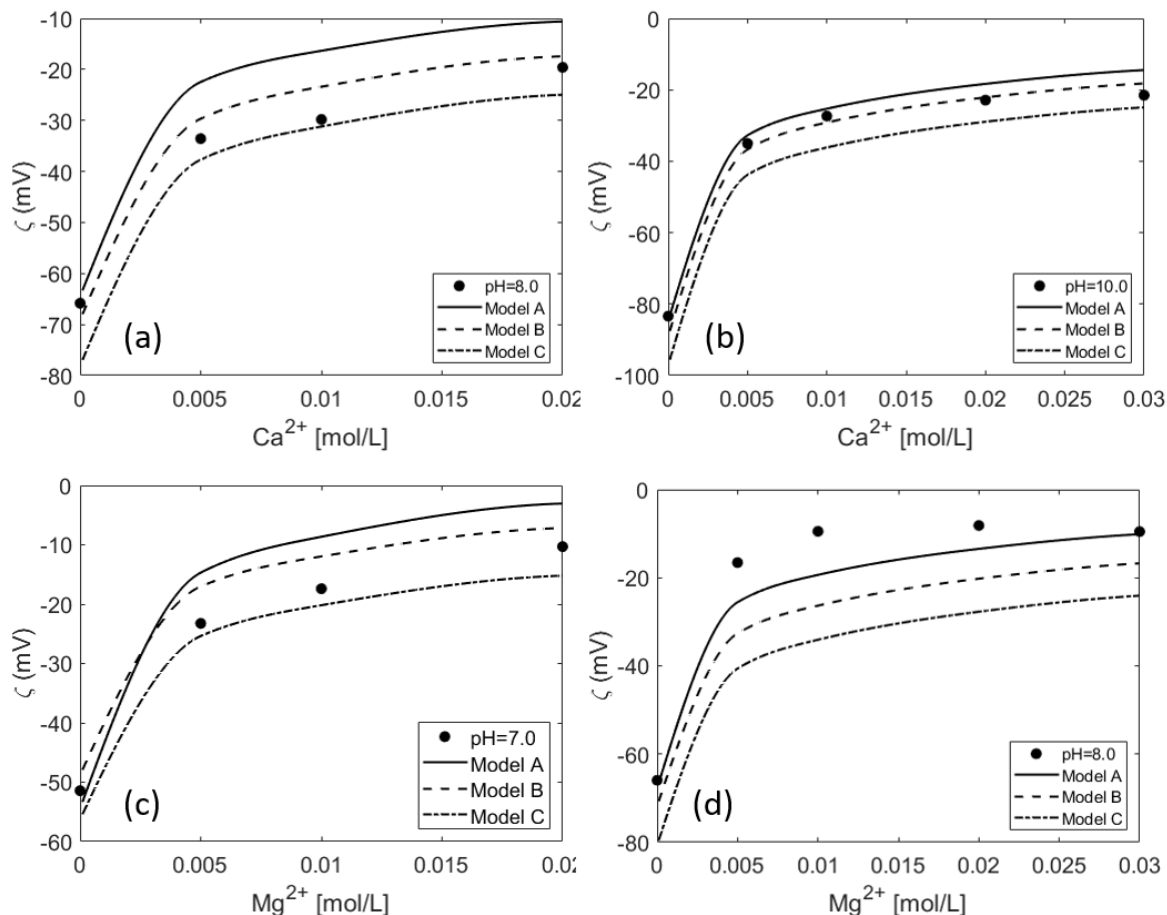 -10
-20
-30
-40
-50
-60
-70
-80
ζ (mV)
(a)
pH=8.0
Model A
Model B
Model C
0 0.005 0.01 0.015 0.02
Ca²⁺ [mol/L]
0
-20
-40
-60
-80
-100
ζ (mV)
(b)
pH=10.0
Model A
Model B
Model C
0 0.005 0.01 0.015 0.02 0.025 0.03
Ca²⁺ [mol/L]
0
-10
-20
-30
-40
-50
-60
ζ (mV)
(c)
pH=7.0
Model A
Model B
Model C
0 0.005 0.01 0.015 0.02
Mg²⁺ [mol/L]
0
-20
-40
-60
-80
ζ (mV)
(d)
pH=8.0
Model A
Model B
Model C
0 0.005 0.01 0.015 0.02 0.025 0.03
Mg²⁺ [mol/L]